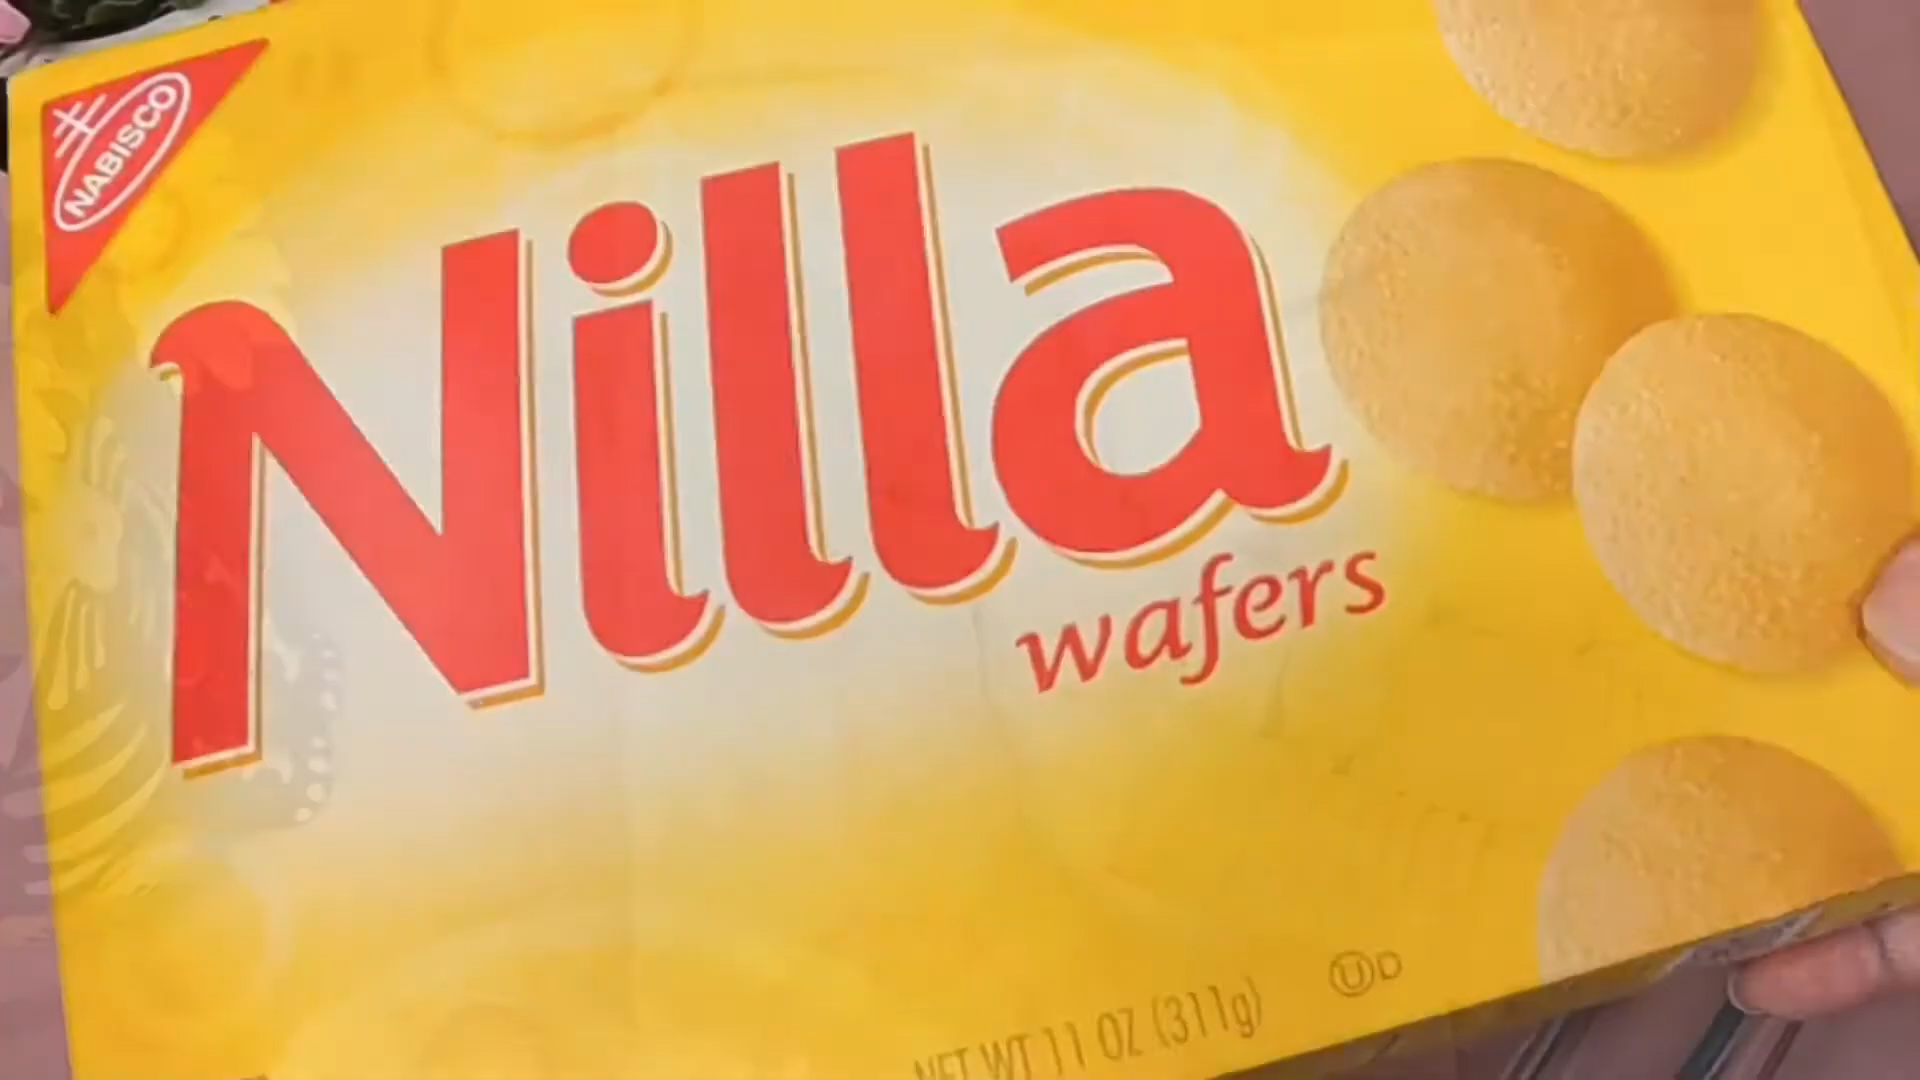 NABISCO
Nilla
wafers
NET WT 11 OZ (311g)
U D